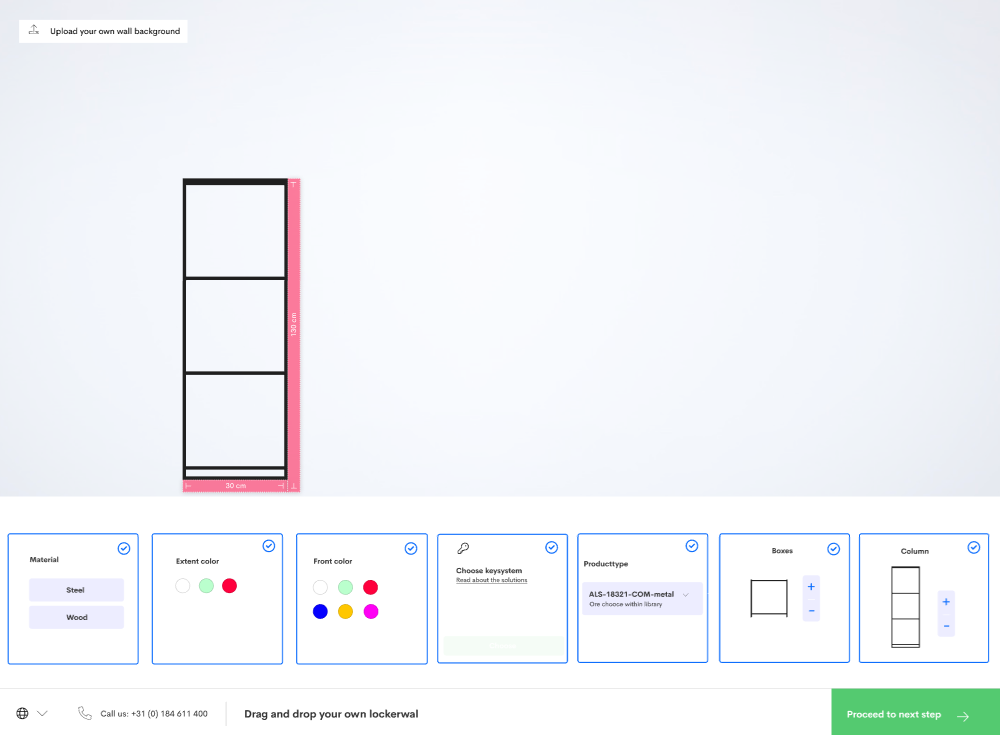 Upload your own wall background
130 cm
30 cm
Material
Steel
Wood
Extent color
Front color
Choose keysystem
Read about the solutions
Producttype
ALS-18321-COM-metal
Ore choose within library
Boxes
+
−
Column
+
−
Call us: +31 (0) 184 611 400
Drag and drop your own lockerwal
Proceed to next step